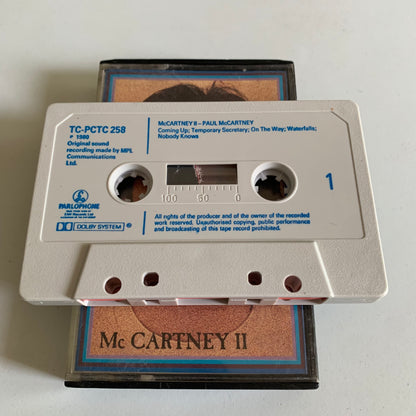 TC-PCTC 258
℗ 1980
Original sound
recording made by MPL
Communications
Ltd.
McCARTNEY II – PAUL McCARTNEY
Coming Up; Temporary Secretary; On The Way; Waterfalls;
Nobody Knows
1
100 50 0
PARLOPHONE
EMI Records Ltd
DOLBY SYSTEM
All rights of the producer and of the owner of the recorded
work reserved. Unauthorised copying, public performance
and broadcasting of this tape record prohibited.
Mc CARTNEY II